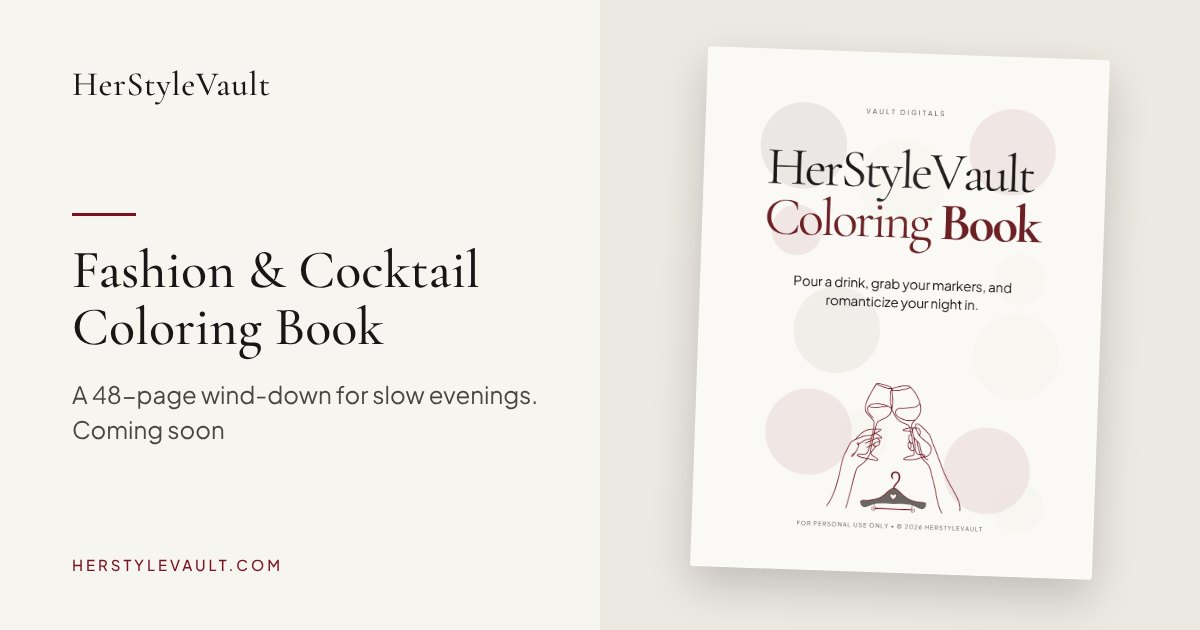 HerStyleVault
Fashion & Cocktail
Coloring Book
A 48–page wind-down for slow evenings.
Coming soon
HERSTYLEVAULT.COM
VAULT DIGITALS
HerStyleVault
Coloring Book
Pour a drink, grab your markers, and
romanticize your night in.
FOR PERSONAL USE ONLY • © 2026 HERSTYLEVAULT